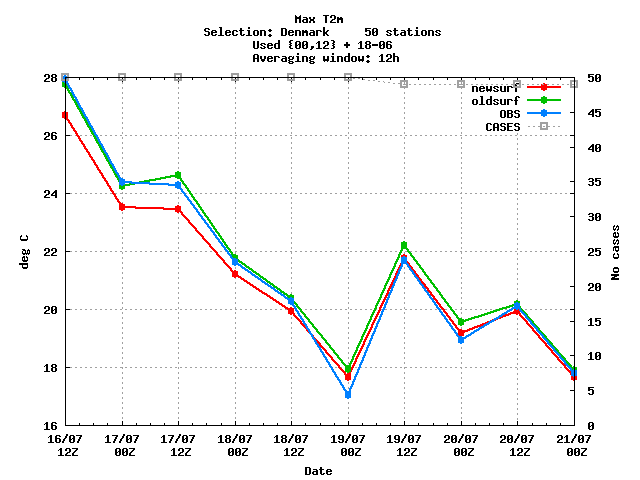 Max T2m
Selection: Denmark     50 stations
Used {00,12} + 18-06
Averaging window: 12h
newsurf
oldsurf
OBS
CASES
28
26
24
22
20
18
16
deg C
50
45
40
35
30
25
20
15
10
5
0
No cases
16/07 17/07 17/07 18/07 18/07 19/07 19/07 20/07 20/07 21/07
12Z 00Z 12Z 00Z 12Z 00Z 12Z 00Z 12Z 00Z
Date